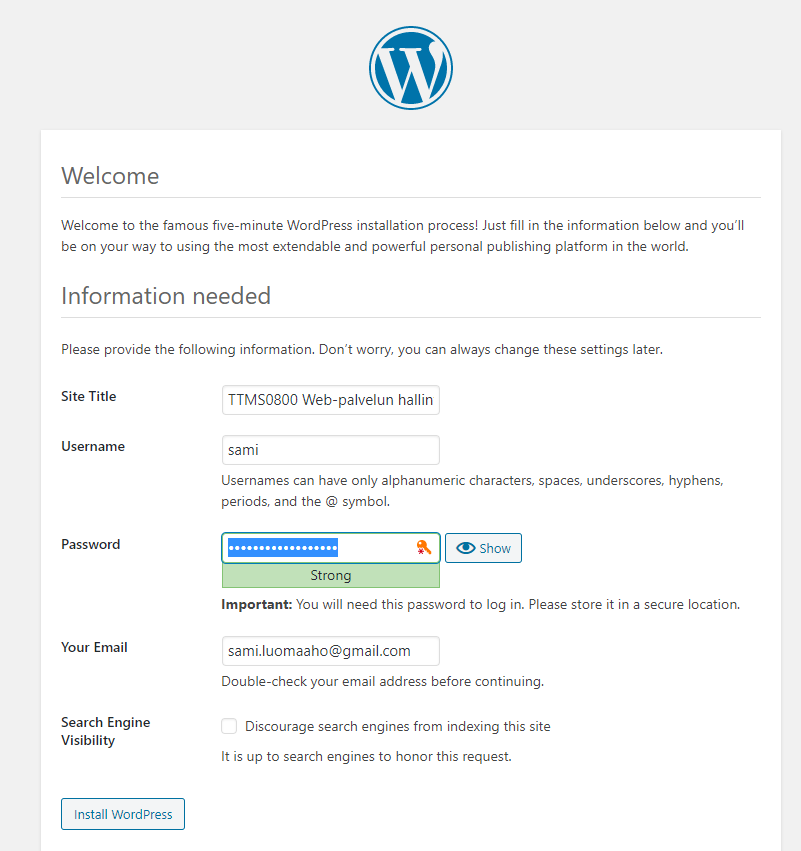 Welcome
Welcome to the famous five-minute WordPress installation process! Just fill in the information below and you’ll
be on your way to using the most extendable and powerful personal publishing platform in the world.
Information needed
Please provide the following information. Don’t worry, you can always change these settings later.
Site Title
TTMS0800 Web-palvelun hallin
Username
sami
Usernames can have only alphanumeric characters, spaces, underscores, hyphens,
periods, and the @ symbol.
Password
••••••••••••••••••
Show
Strong
Important: You will need this password to log in. Please store it in a secure location.
Your Email
sami.luomaaho@gmail.com
Double-check your email address before continuing.
Search Engine
Visibility
Discourage search engines from indexing this site
It is up to search engines to honor this request.
Install WordPress